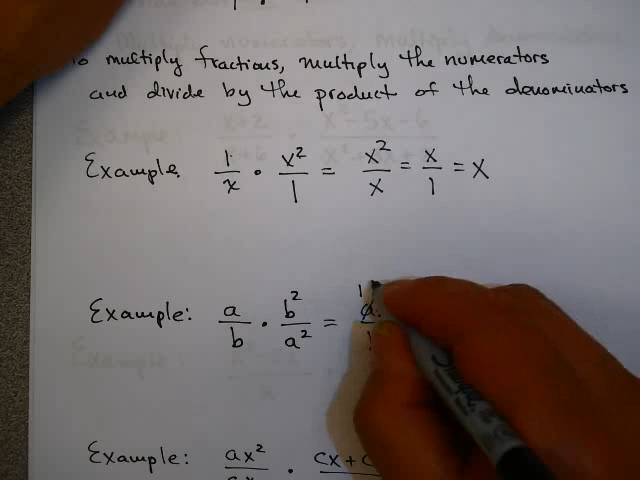 multiply fractions, multiply the numerators
and divide by the product of the denominators
Example: 1/x · x²/1 = x²/x = x/1 = x
Example: a/b · b²/a² =
Example: ax² · cx +